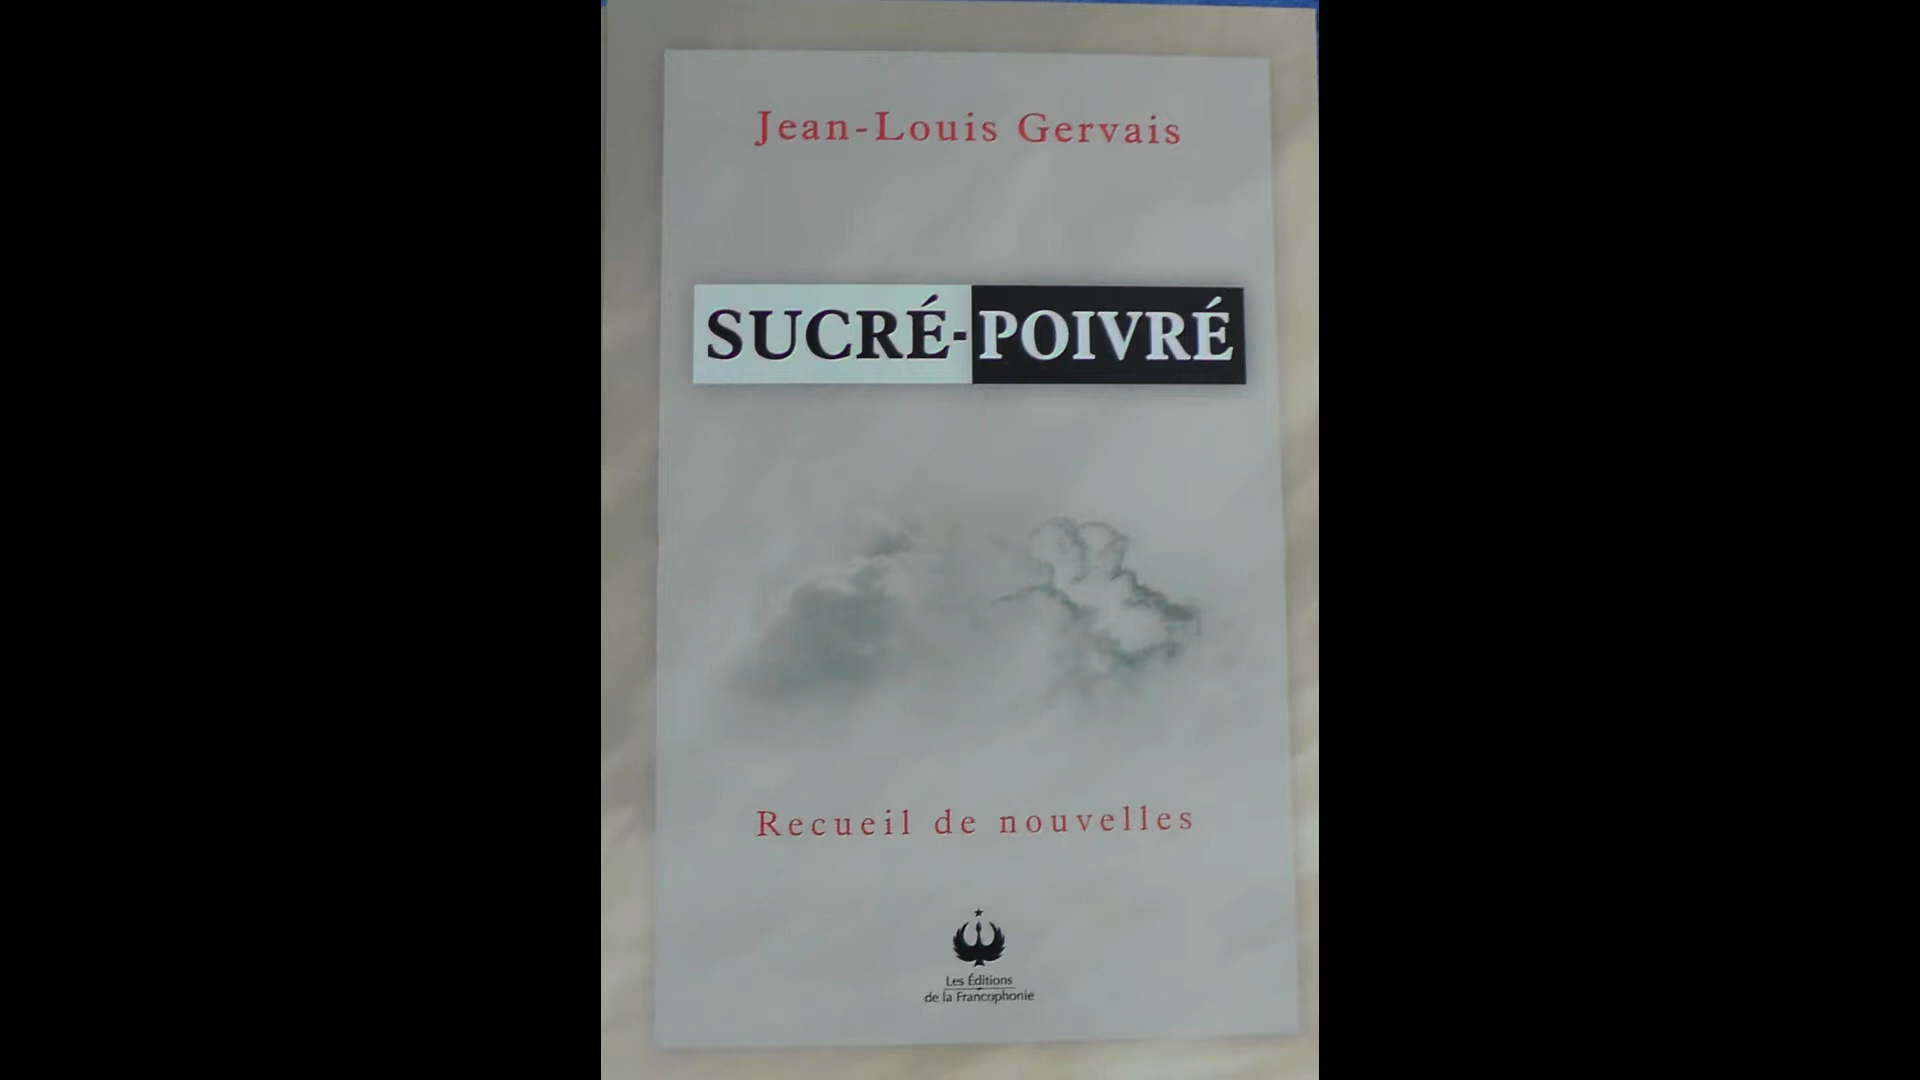 Jean-Louis Gervais
SUCRÉ-POIVRÉ
Recueil de nouvelles
Les Éditions
de la Francophonie